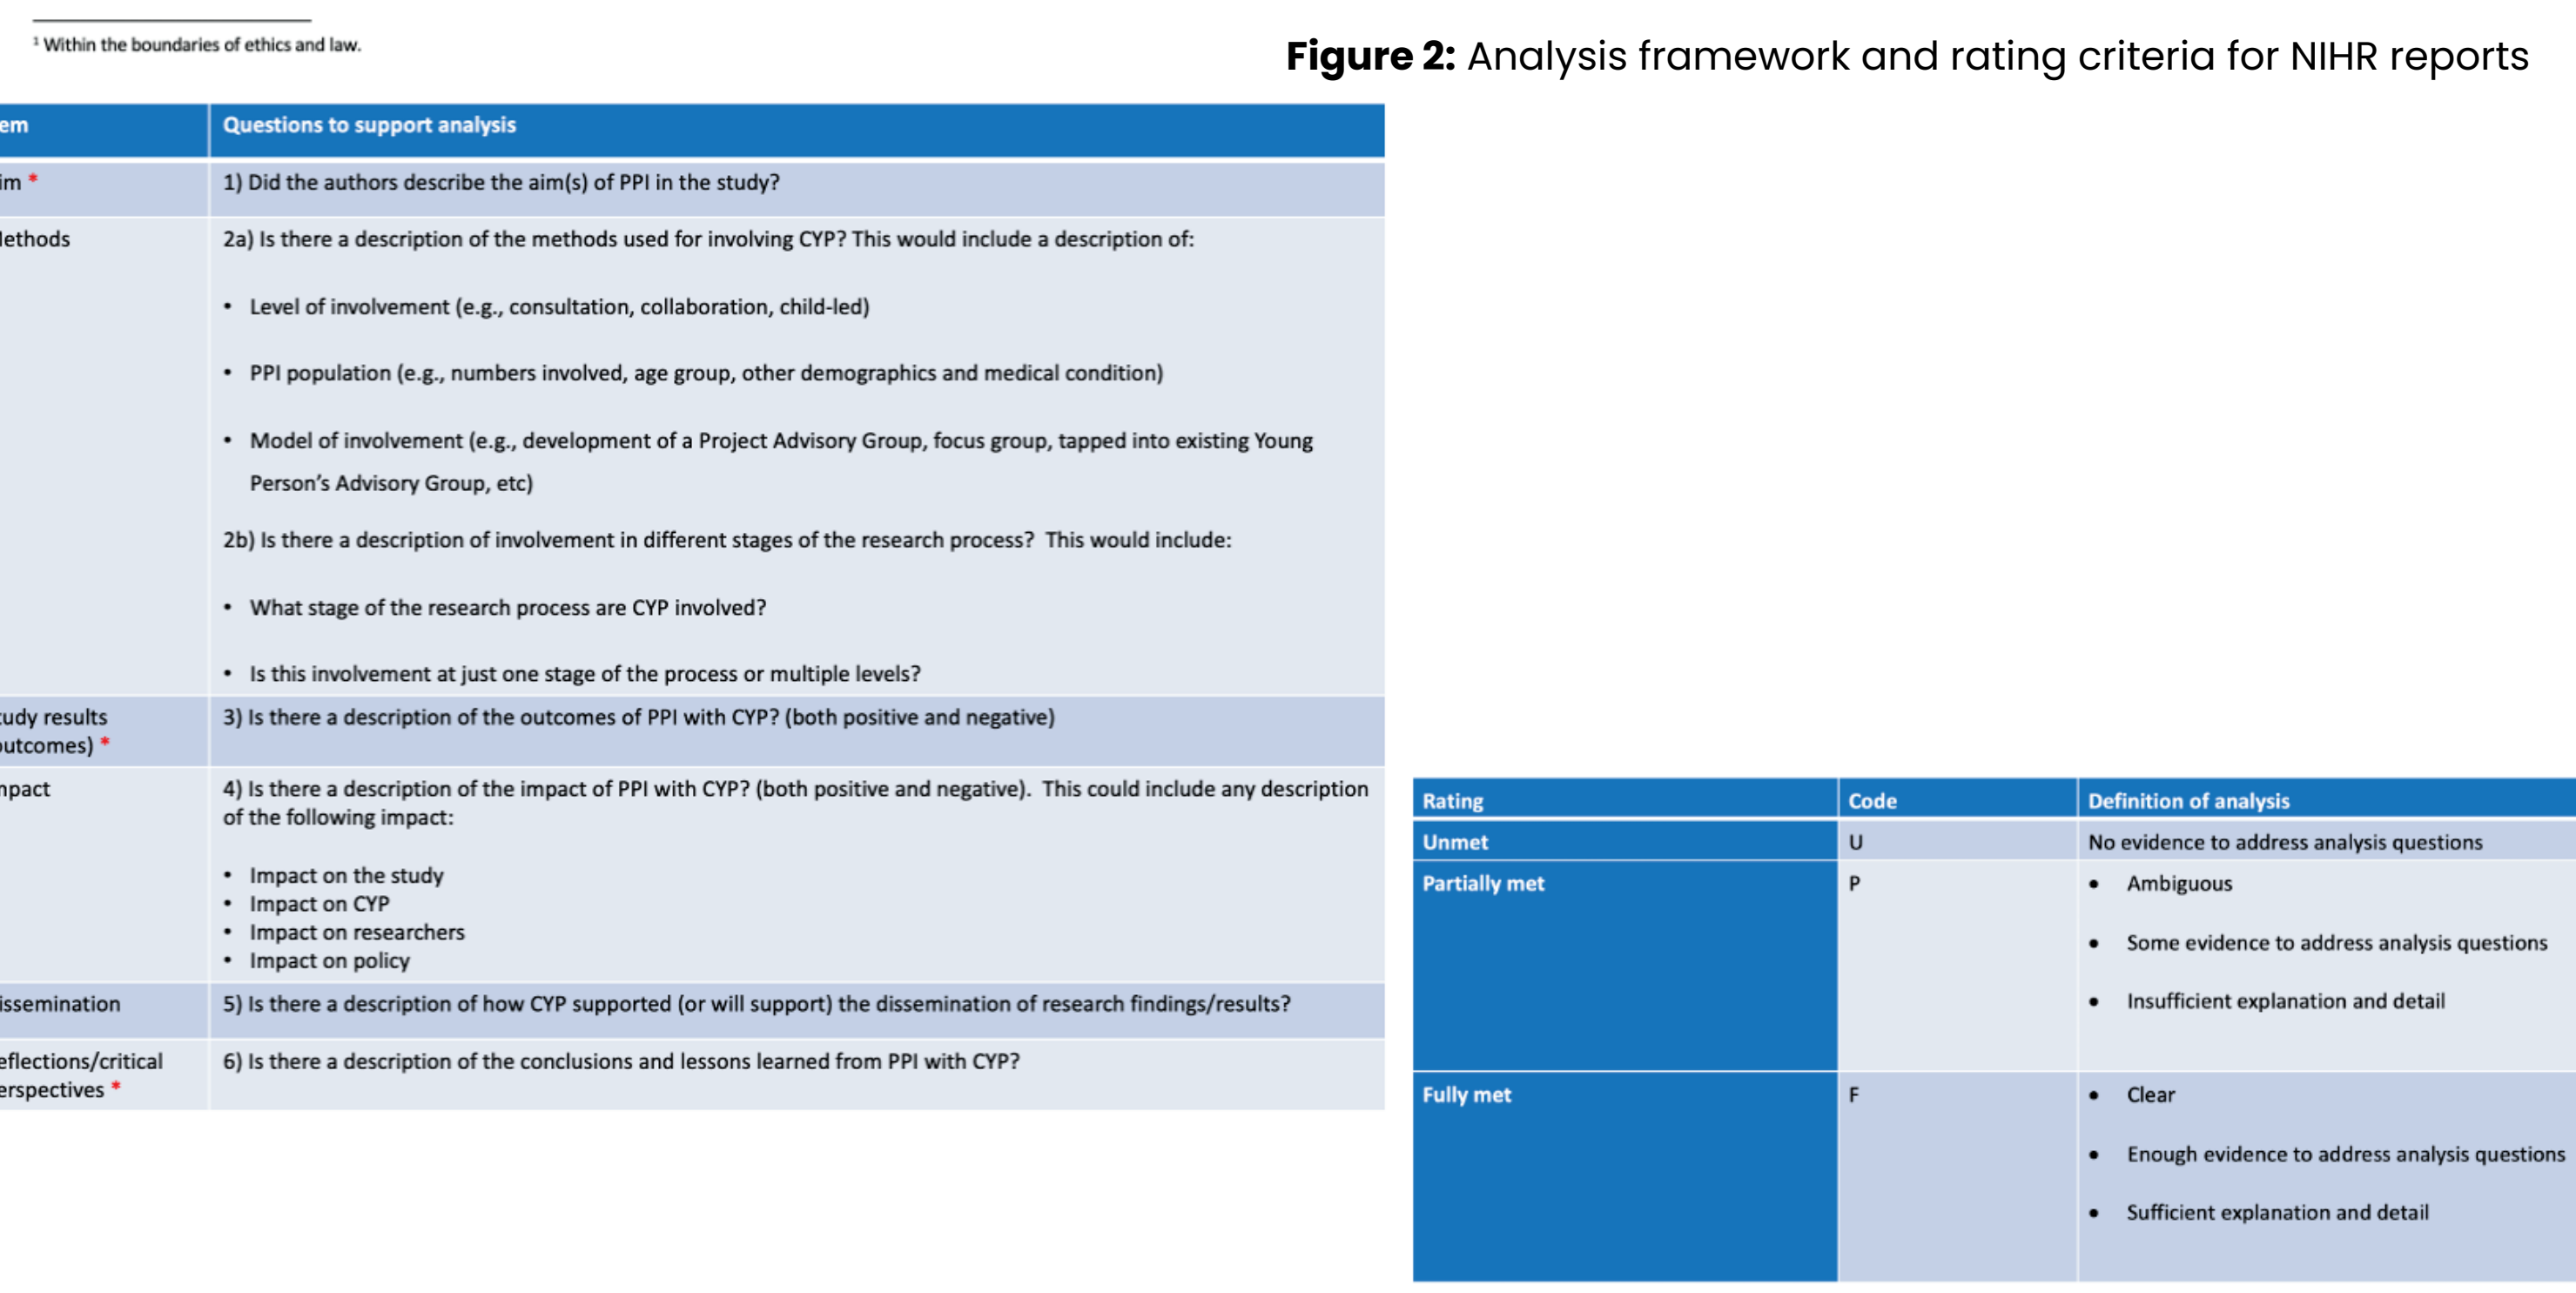 ¹ Within the boundaries of ethics and law.
Figure 2: Analysis framework and rating criteria for NIHR reports
em
Questions to support analysis
im *
1) Did the authors describe the aim(s) of PPI in the study?
ethods
2a) Is there a description of the methods used for involving CYP? This would include a description of:
• Level of involvement (e.g., consultation, collaboration, child-led)
• PPI population (e.g., numbers involved, age group, other demographics and medical condition)
• Model of involvement (e.g., development of a Project Advisory Group, focus group, tapped into existing Young
Person’s Advisory Group, etc)
2b) Is there a description of involvement in different stages of the research process? This would include:
• What stage of the research process are CYP involved?
• Is this involvement at just one stage of the process or multiple levels?
tudy results
outcomes) *
3) Is there a description of the outcomes of PPI with CYP? (both positive and negative)
mpact
4) Is there a description of the impact of PPI with CYP? (both positive and negative). This could include any description
of the following impact:
• Impact on the study
• Impact on CYP
• Impact on researchers
• Impact on policy
issemination
5) Is there a description of how CYP supported (or will support) the dissemination of research findings/results?
eflections/critical
erspectives *
6) Is there a description of the conclusions and lessons learned from PPI with CYP?
Rating
Code
Definition of analysis
Unmet
U
No evidence to address analysis questions
Partially met
P
• Ambiguous
• Some evidence to address analysis questions
• Insufficient explanation and detail
Fully met
F
• Clear
• Enough evidence to address analysis questions
• Sufficient explanation and detail